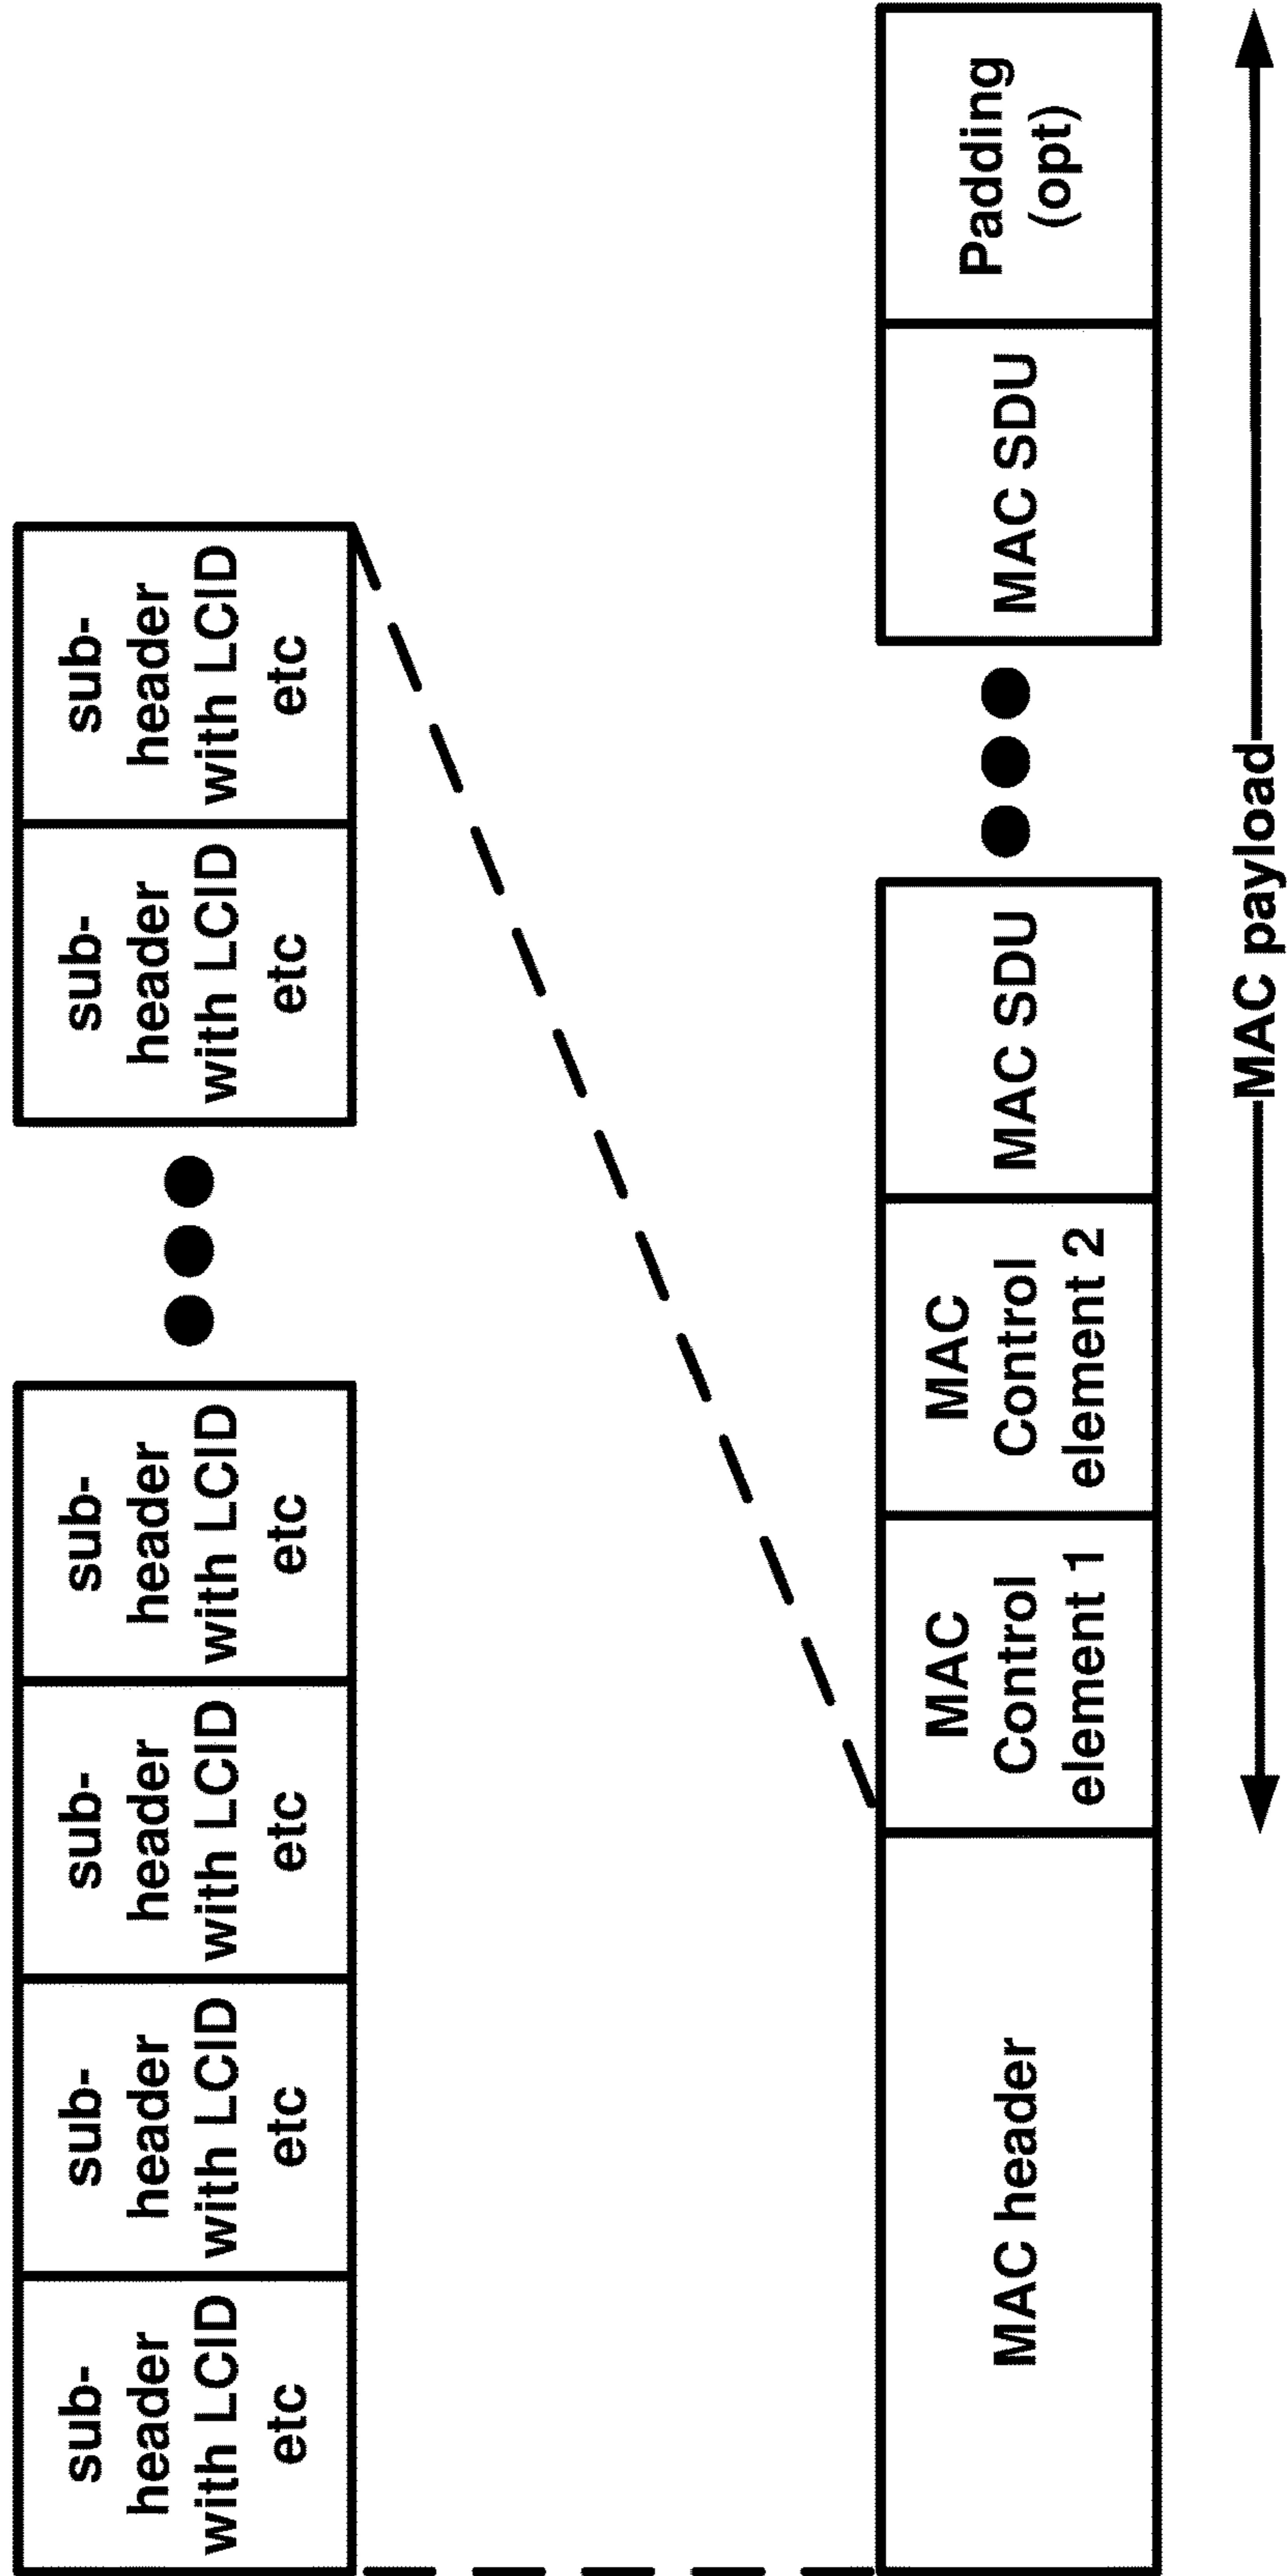 sub-
header
with LCID
etc
sub-
header
with LCID
etc
sub-
header
with LCID
etc
sub-
header
with LCID
etc
sub-
header
with LCID
etc
sub-
header
with LCID
etc
MAC header
MAC
Control
element 1
MAC
Control
element 2
MAC SDU
MAC SDU
Padding
(opt)
MAC payload